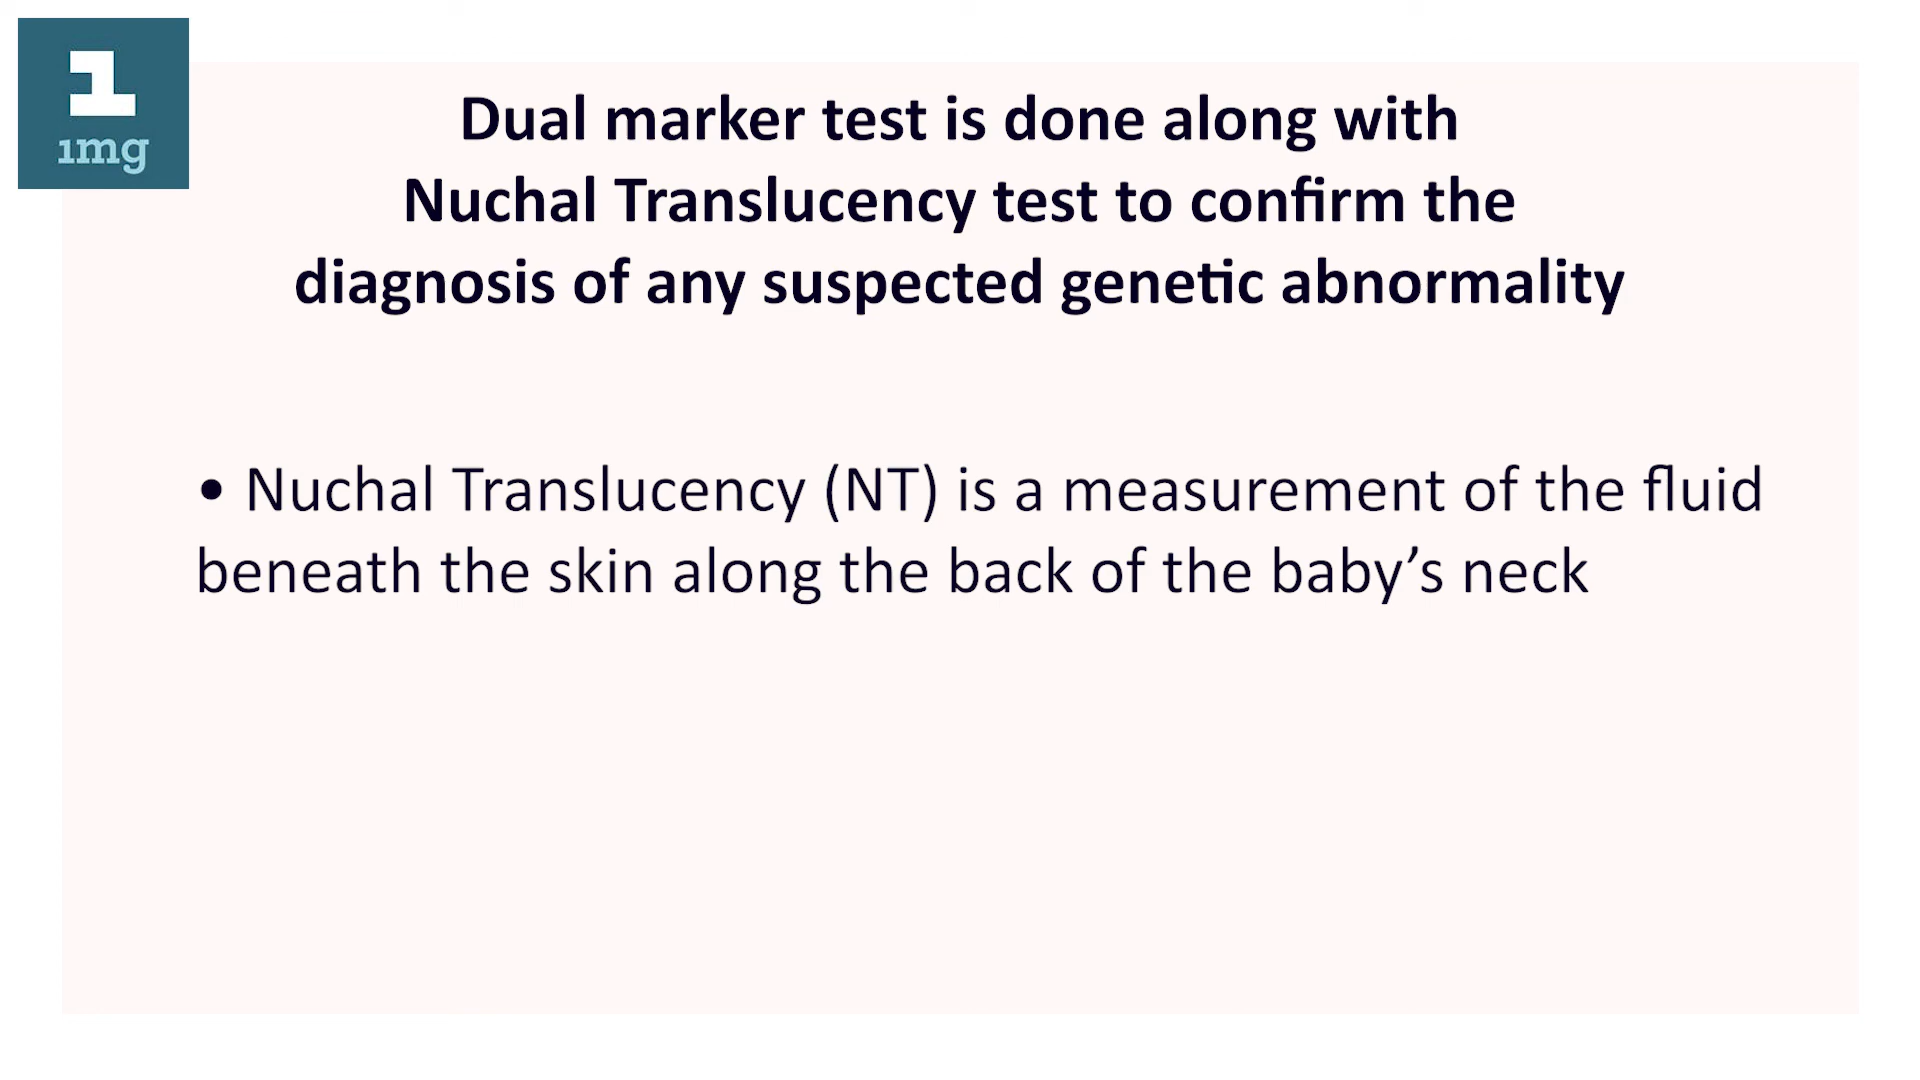 1
1mg
Dual marker test is done along with
Nuchal Translucency test to confirm the
diagnosis of any suspected genetic abnormality
• Nuchal Translucency (NT) is a measurement of the fluid
beneath the skin along the back of the baby’s neck